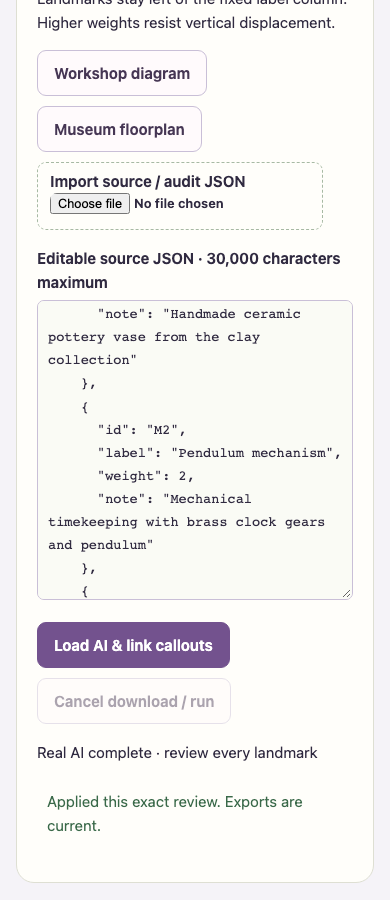 Landmarks stay left of the fixed label column.
Higher weights resist vertical displacement.
Workshop diagram
Museum floorplan
Import source / audit JSON
Choose file No file chosen
Editable source JSON · 30,000 characters
maximum
"note": "Handmade ceramic
pottery vase from the clay
collection"
},
{
"id": "M2",
"label": "Pendulum mechanism",
"weight": 2,
"note": "Mechanical
timekeeping with brass clock gears
and pendulum"
},
{
Load AI & link callouts
Cancel download / run
Real AI complete · review every landmark
Applied this exact review. Exports are
current.